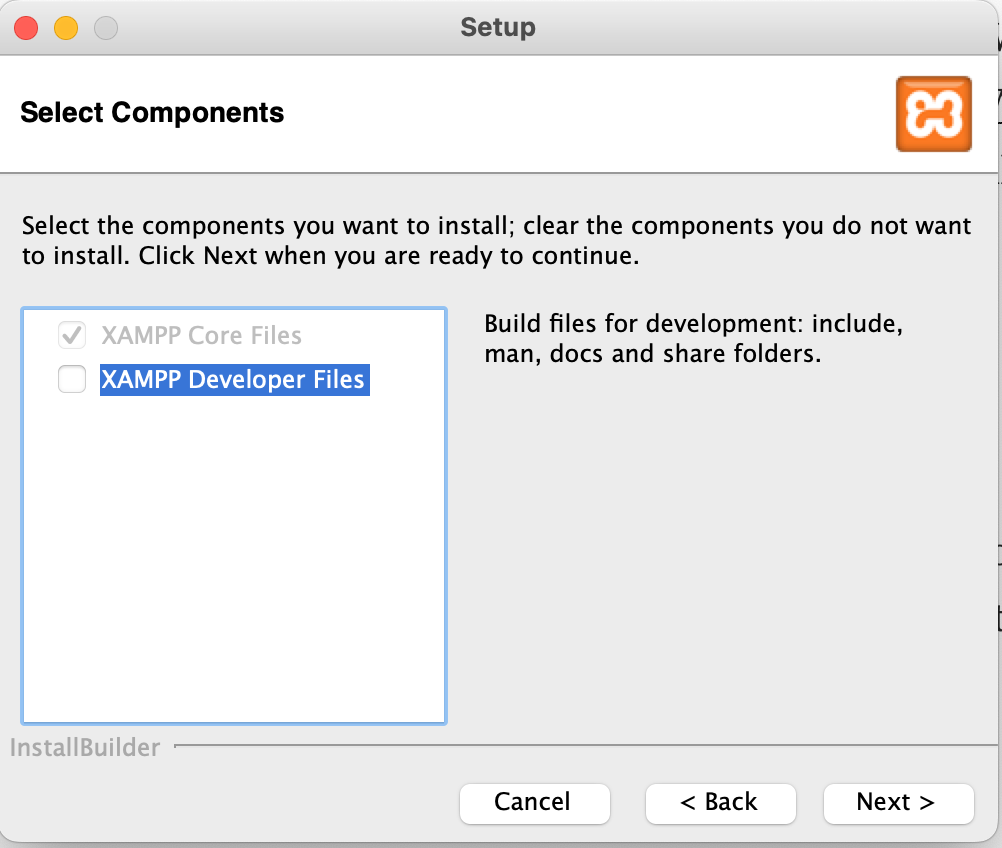 Setup
Select Components
Select the components you want to install; clear the components you do not want
to install. Click Next when you are ready to continue.
XAMPP Core Files
XAMPP Developer Files
Build files for development: include,
man, docs and share folders.
InstallBuilder
Cancel
< Back
Next >